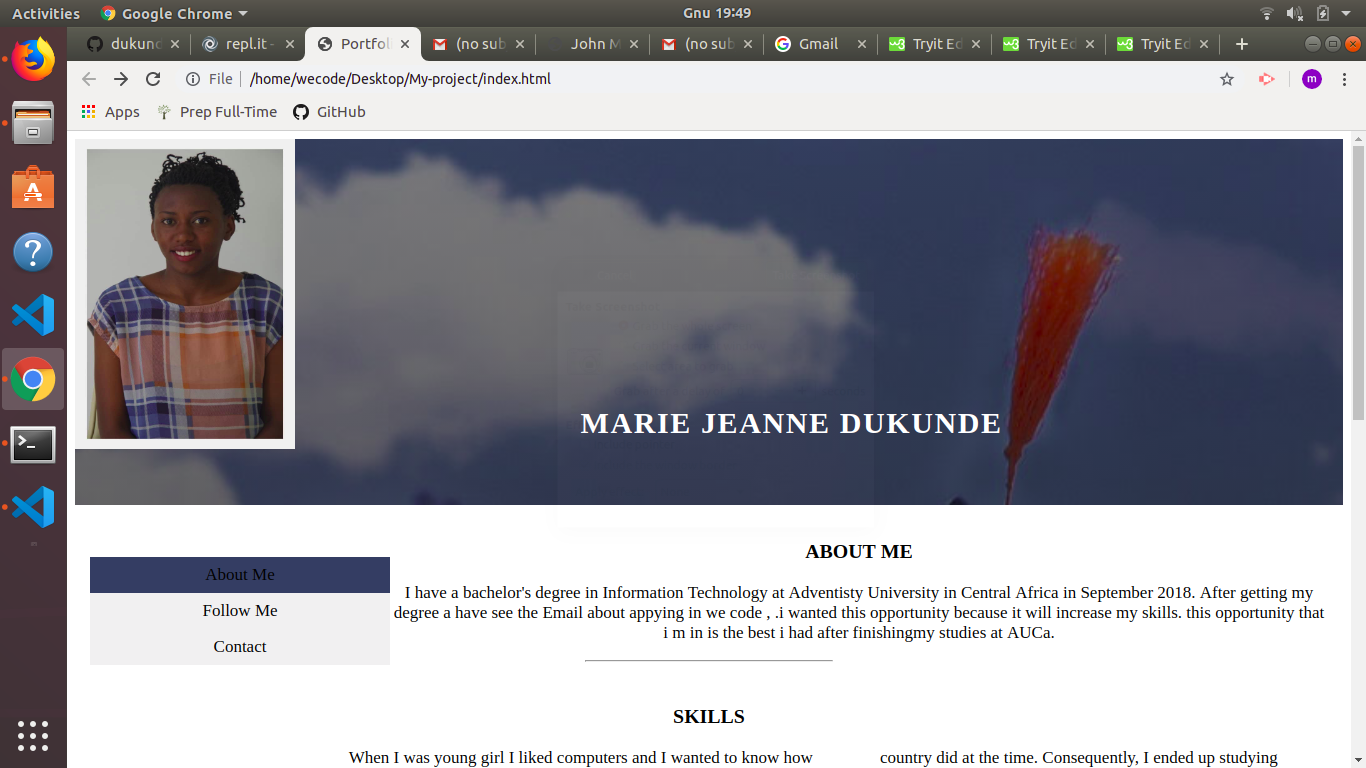 Activities
Google Chrome
Gnu 19:49
dukund
repl.it -
Portfol
(no sub
John M
(no sub
Gmail
Tryit Ed
Tryit Ed
Tryit Ed
File
/home/wecode/Desktop/My-project/index.html
m
Apps
Prep Full-Time
GitHub
MARIE JEANNE DUKUNDE
About Me
Follow Me
Contact
ABOUT ME
I have a bachelor's degree in Information Technology at Adventisty University in Central Africa in September 2018. After getting my
degree a have see the Email about appying in we code , .i wanted this opportunity because it will increase my skills. this opportunity that
i m in is the best i had after finishingmy studies at AUCa.
SKILLS
When I was young girl I liked computers and I wanted to know how
country did at the time. Consequently, I ended up studying